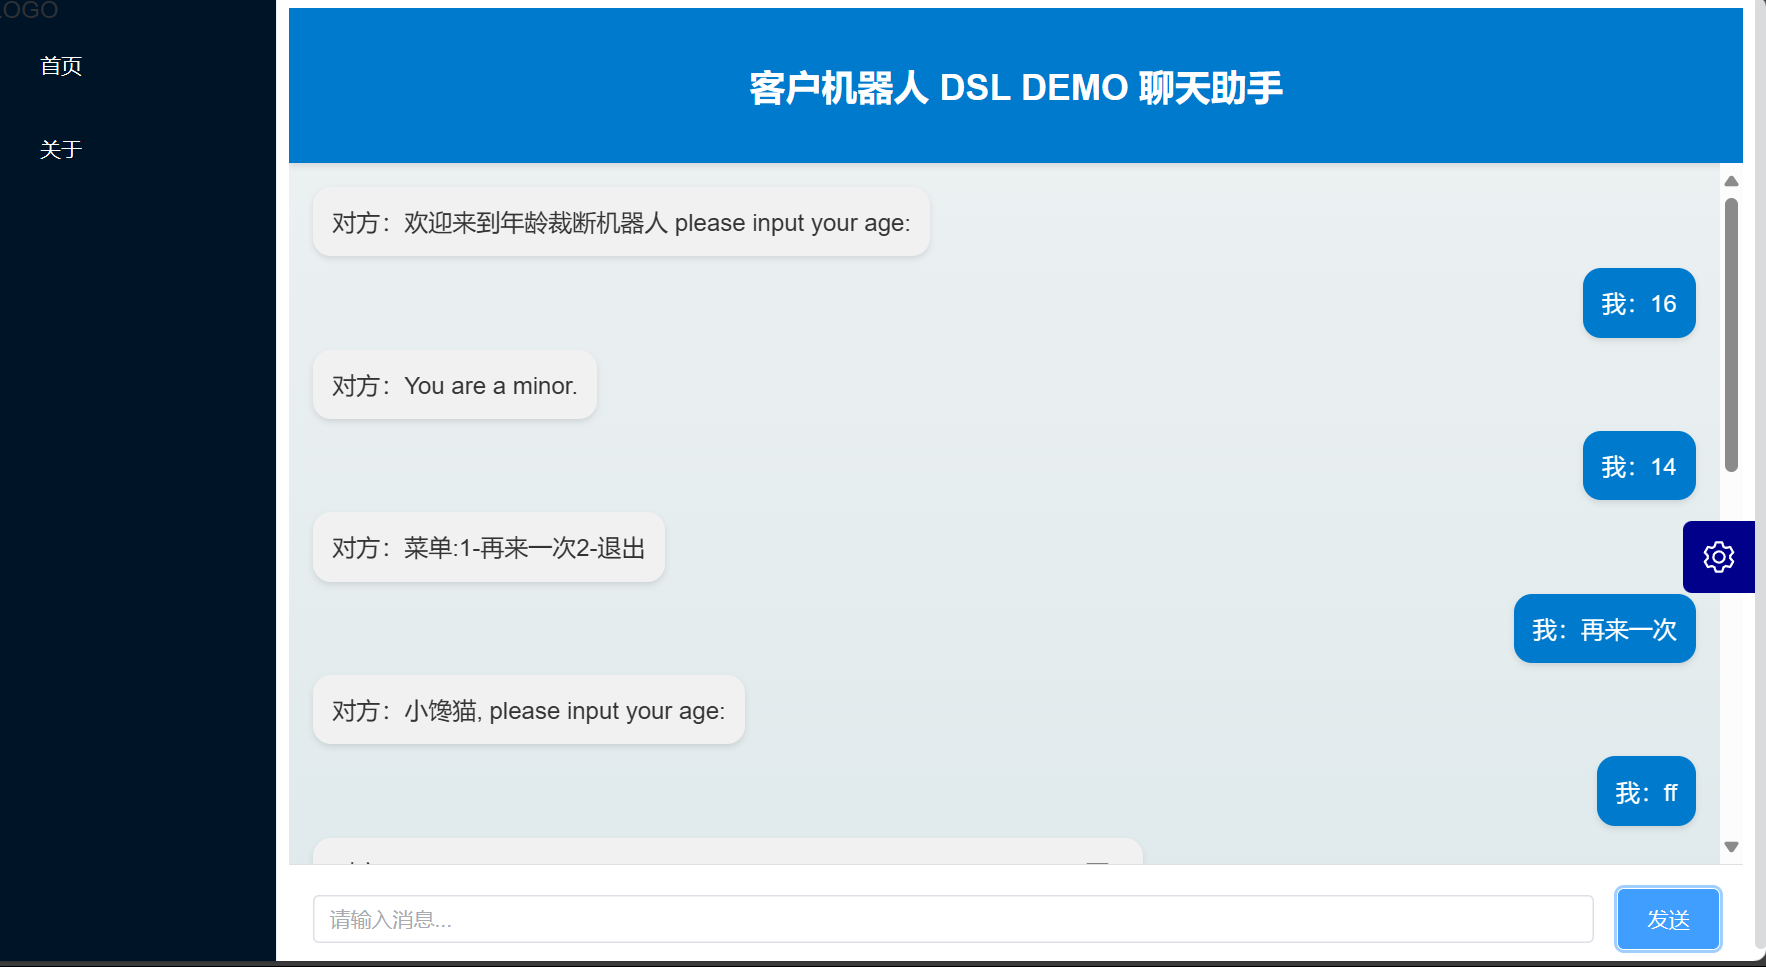 LOGO
首页
关于
客户机器人 DSL DEMO 聊天助手
对方：欢迎来到年龄裁断机器人 please input your age:
我：16
对方：You are a minor.
我：14
对方：菜单:1-再来一次2-退出
我：再来一次
对方：小馋猫, please input your age:
我：ff
请输入消息...
发送